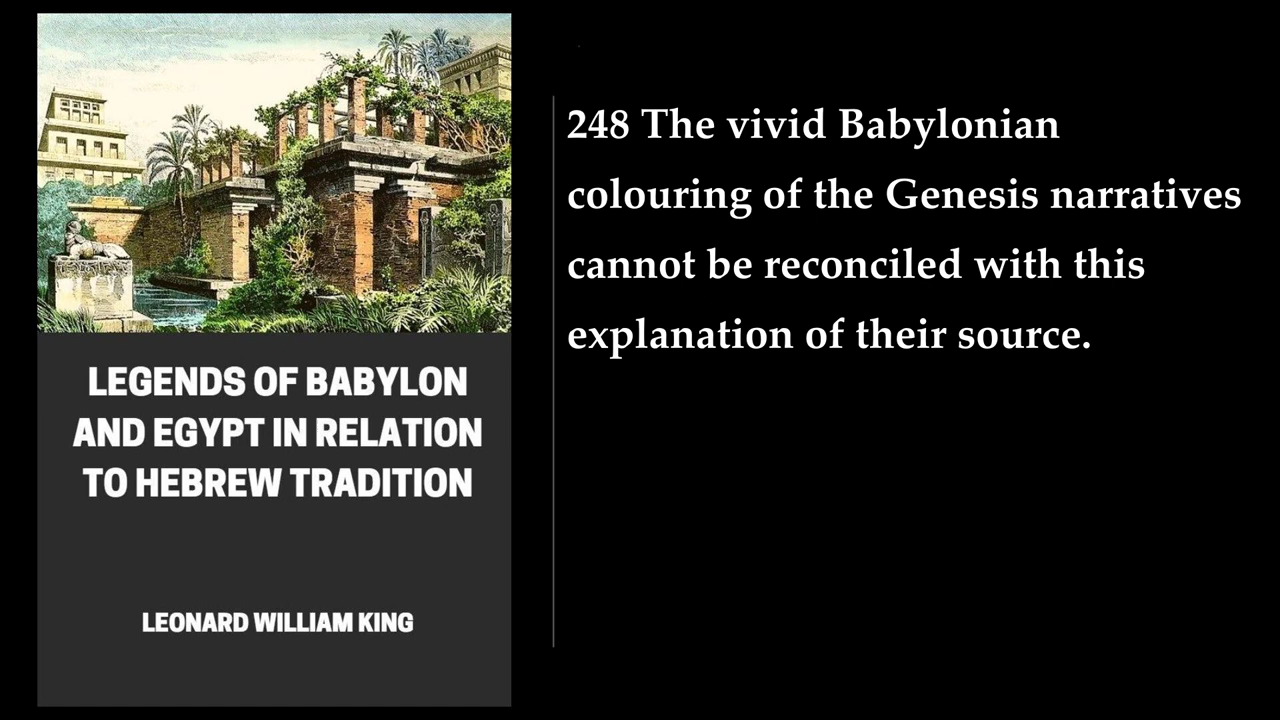 LEGENDS OF BABYLON
AND EGYPT IN RELATION
TO HEBREW TRADITION
LEONARD WILLIAM KING
248 The vivid Babylonian
colouring of the Genesis narratives
cannot be reconciled with this
explanation of their source.